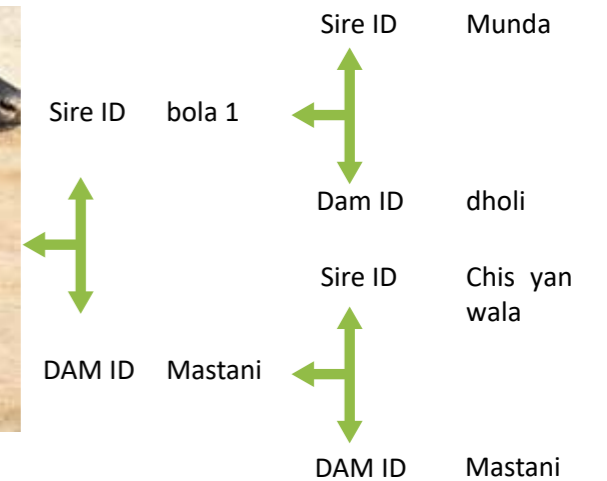 Sire ID Munda
Sire ID bola 1
Dam ID dholi
Sire ID Chis yan
wala
DAM ID Mastani
DAM ID Mastani